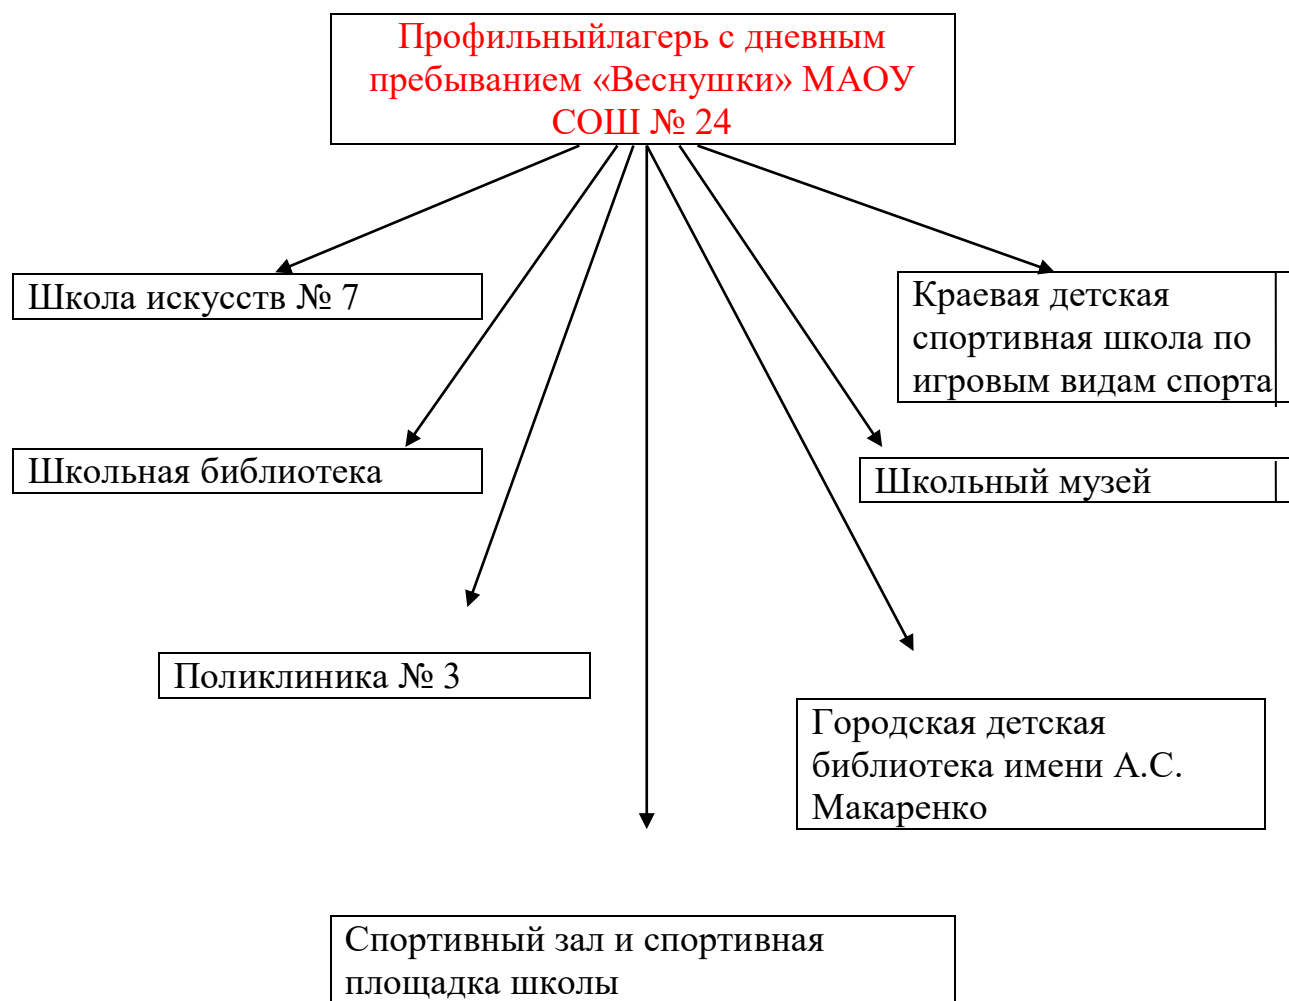 Профильныйлагерь с дневным
пребыванием «Веснушки» МАОУ
СОШ № 24
Школа искусств № 7
Краевая детская
спортивная школа по
игровым видам спорта
Школьная библиотека
Школьный музей
Поликлиника № 3
Городская детская
библиотека имени А.С.
Макаренко
Спортивный зал и спортивная
площадка школы